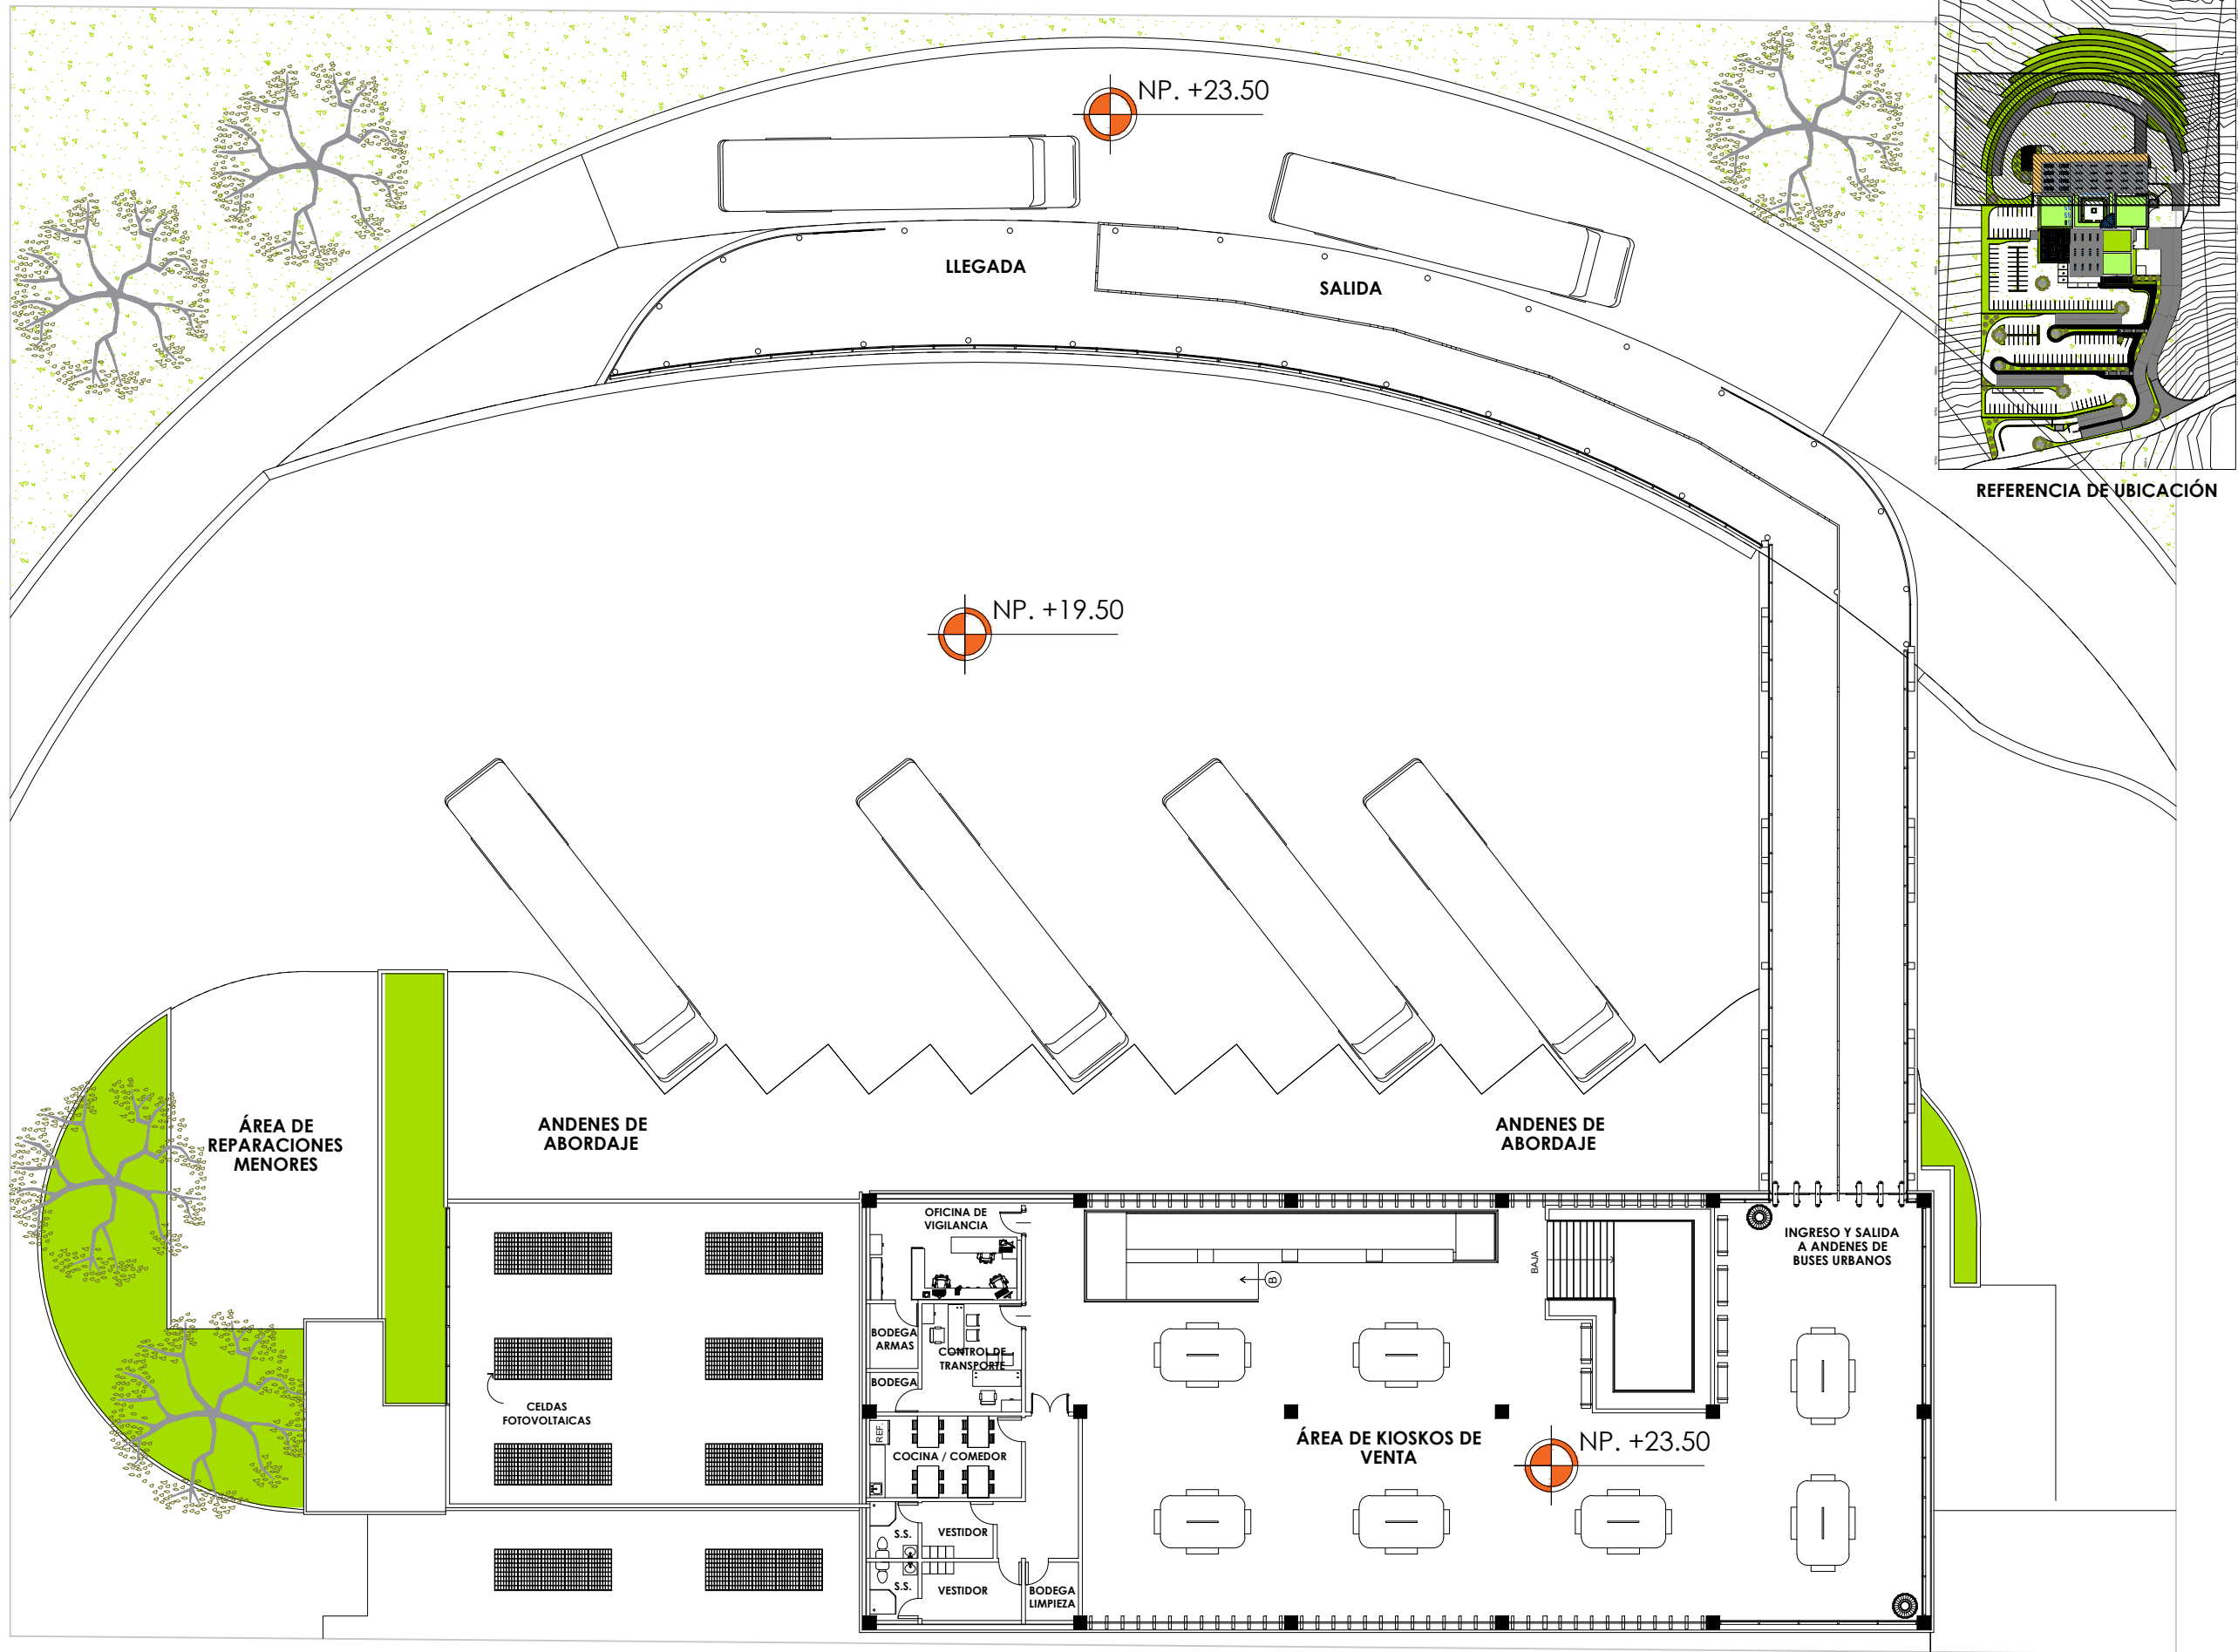 NP. +23.50
LLEGADA
SALIDA
REFERENCIA DE UBICACIÓN
NP. +19.50
ÁREA DE
REPARACIONES
MENORES
ANDENES DE
ABORDAJE
ANDENES DE
ABORDAJE
OFICINA DE
VIGILANCIA
INGRESO Y SALIDA
A ANDENES DE
BUSES URBANOS
BAJA
B
BODEGA
ARMAS
CONTROL DE
TRANSPORTE
BODEGA
CELDAS
FOTOVOLTAICAS
REF.
COCINA / COMEDOR
ÁREA DE KIOSKOS DE
VENTA
NP. +23.50
S.S.
VESTIDOR
S.S.
VESTIDOR
BODEGA
LIMPIEZA